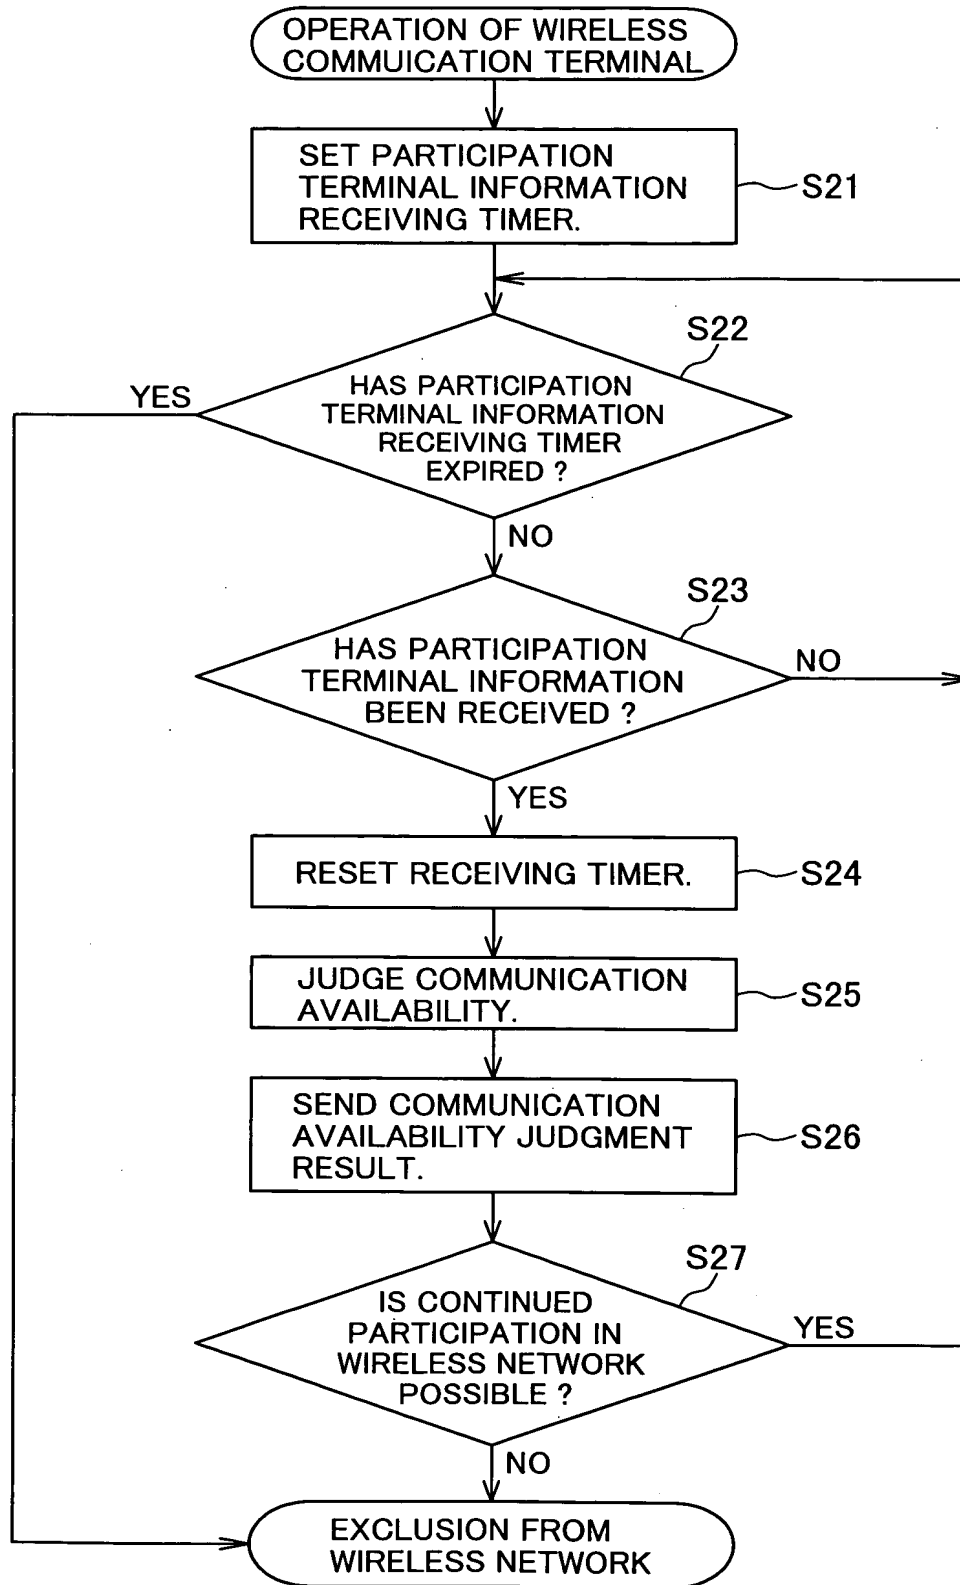 OPERATION OF WIRELESS
COMMUICATION TERMINAL
SET PARTICIPATION
TERMINAL INFORMATION
RECEIVING TIMER.
S21
S22
YES
HAS PARTICIPATION
TERMINAL INFORMATION
RECEIVING TIMER
EXPIRED ?
NO
S23
HAS PARTICIPATION
TERMINAL INFORMATION
BEEN RECEIVED ?
NO
YES
RESET RECEIVING TIMER.
S24
JUDGE COMMUNICATION
AVAILABILITY.
S25
SEND COMMUNICATION
AVAILABILITY JUDGMENT
RESULT.
S26
S27
IS CONTINUED
PARTICIPATION IN
WIRELESS NETWORK
POSSIBLE ?
YES
NO
EXCLUSION FROM
WIRELESS NETWORK